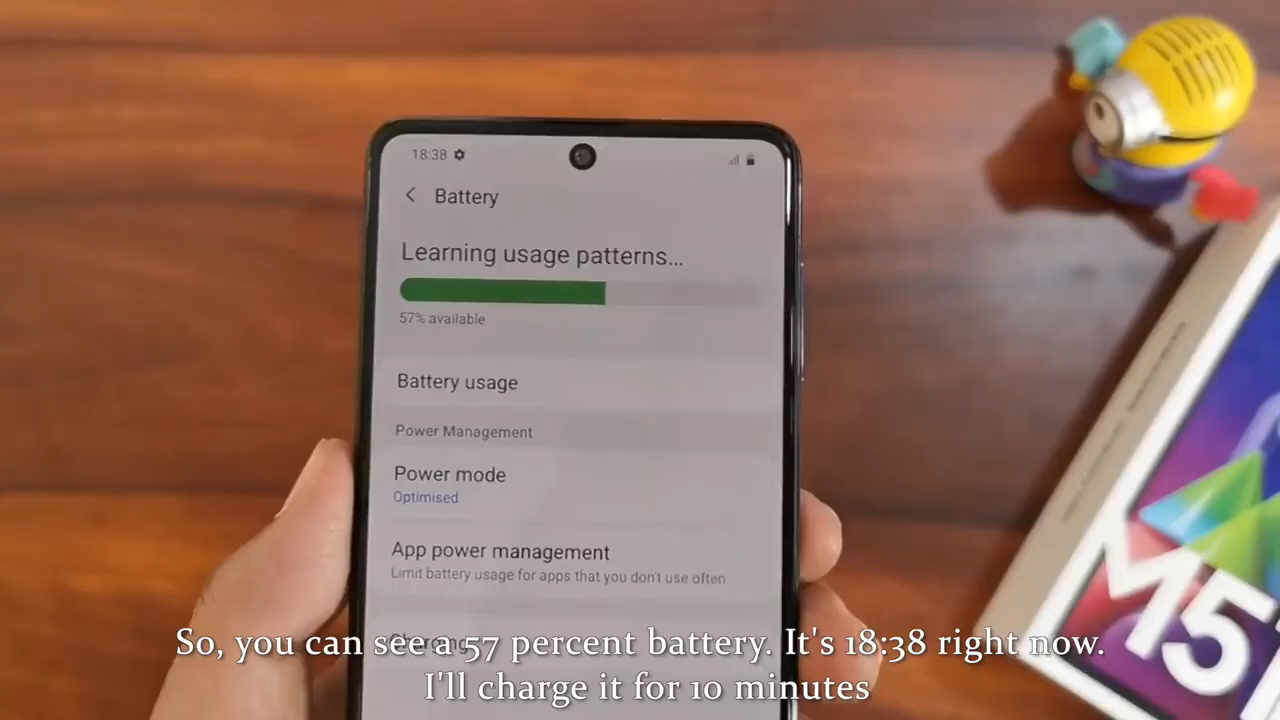 18:38
Battery
Learning usage patterns...
57% available
Battery usage
Power Management
Power mode
Optimised
App power management
Limit battery usage for apps that you don't use often
Charging
So, you can see a 57 percent battery. It's 18:38 right now.
I'll charge it for 10 minutes
M51